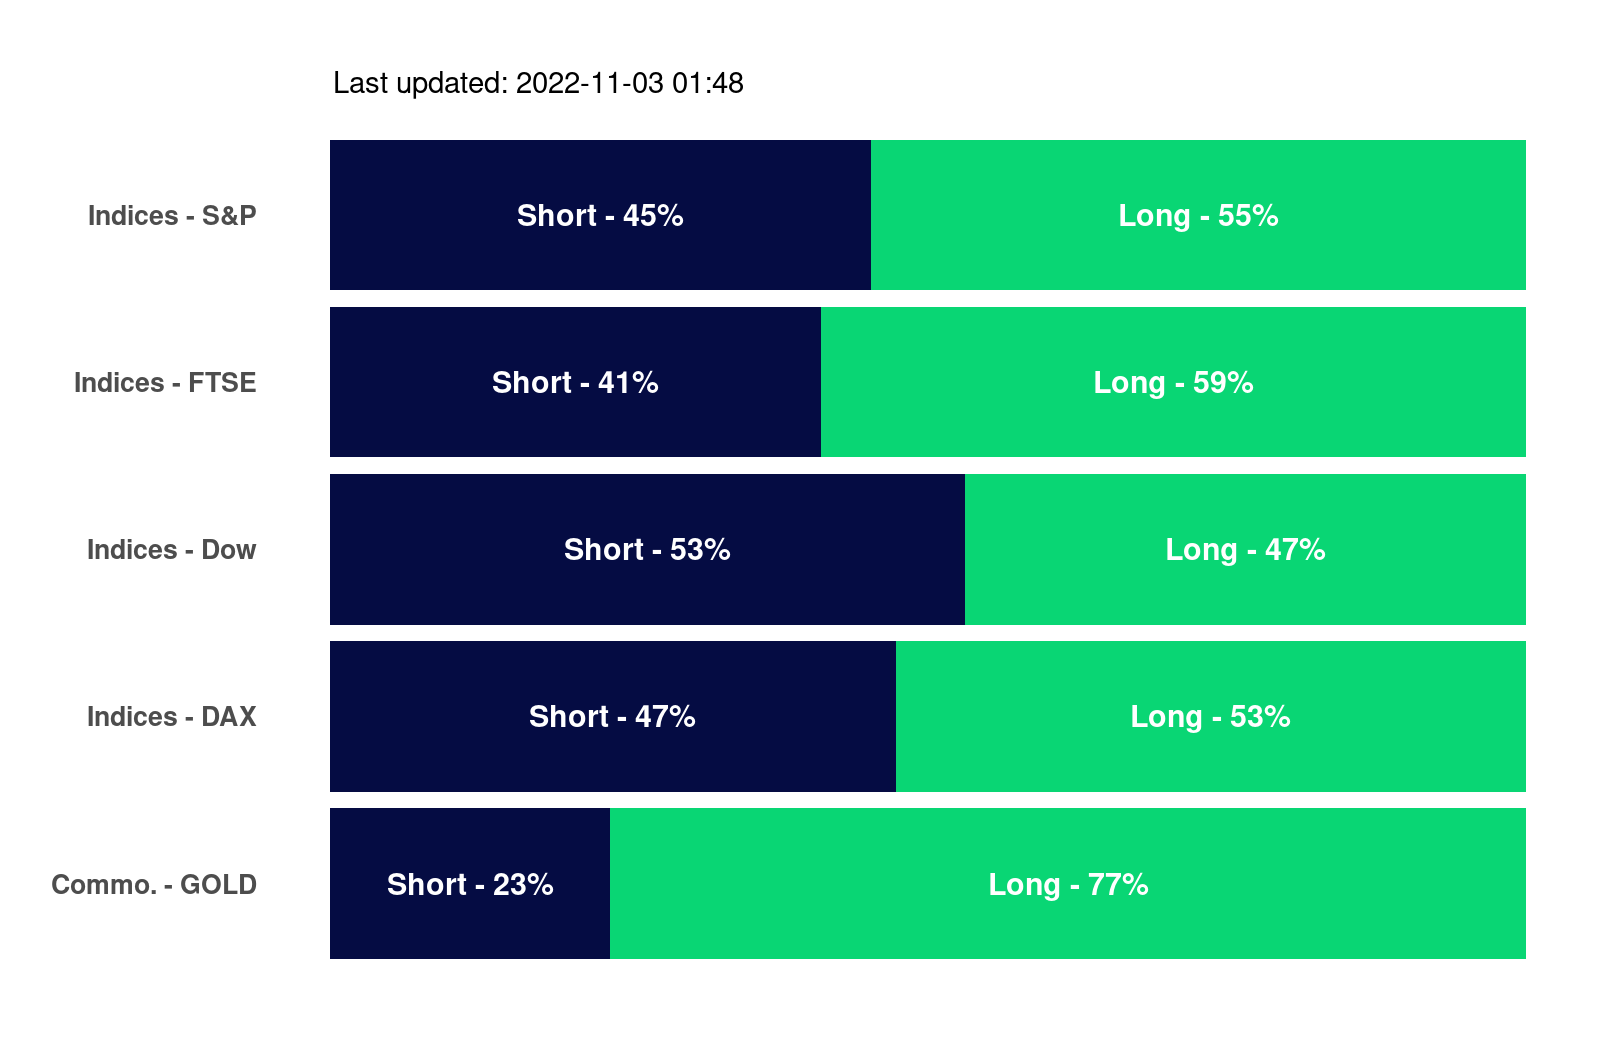 Last updated: 2022-11-03 01:48
Indices - S&P Short - 45% Long - 55%
Indices - FTSE Short - 41% Long - 59%
Indices - Dow Short - 53% Long - 47%
Indices - DAX Short - 47% Long - 53%
Commo. - GOLD Short - 23% Long - 77%